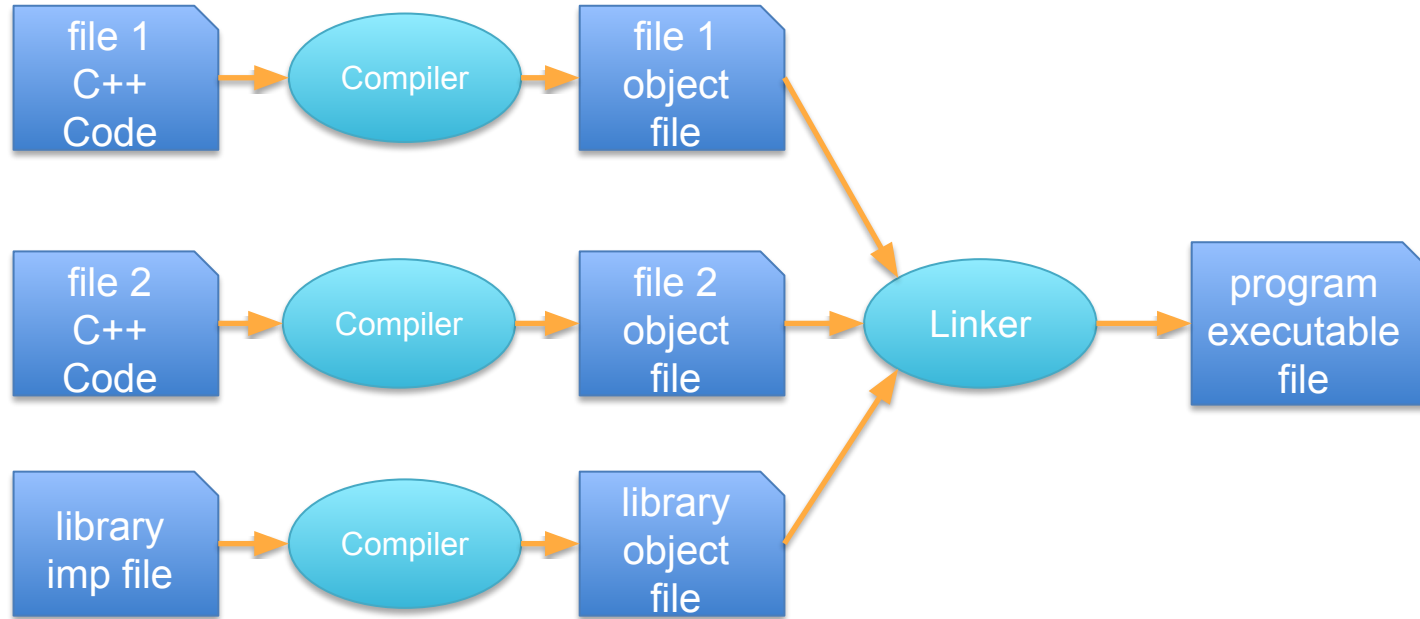 file 1
C++
Code
Compiler
file 1
object
file
file 2
C++
Code
Compiler
file 2
object
file
Linker
program
executable
file
library
imp file
Compiler
library
object
file